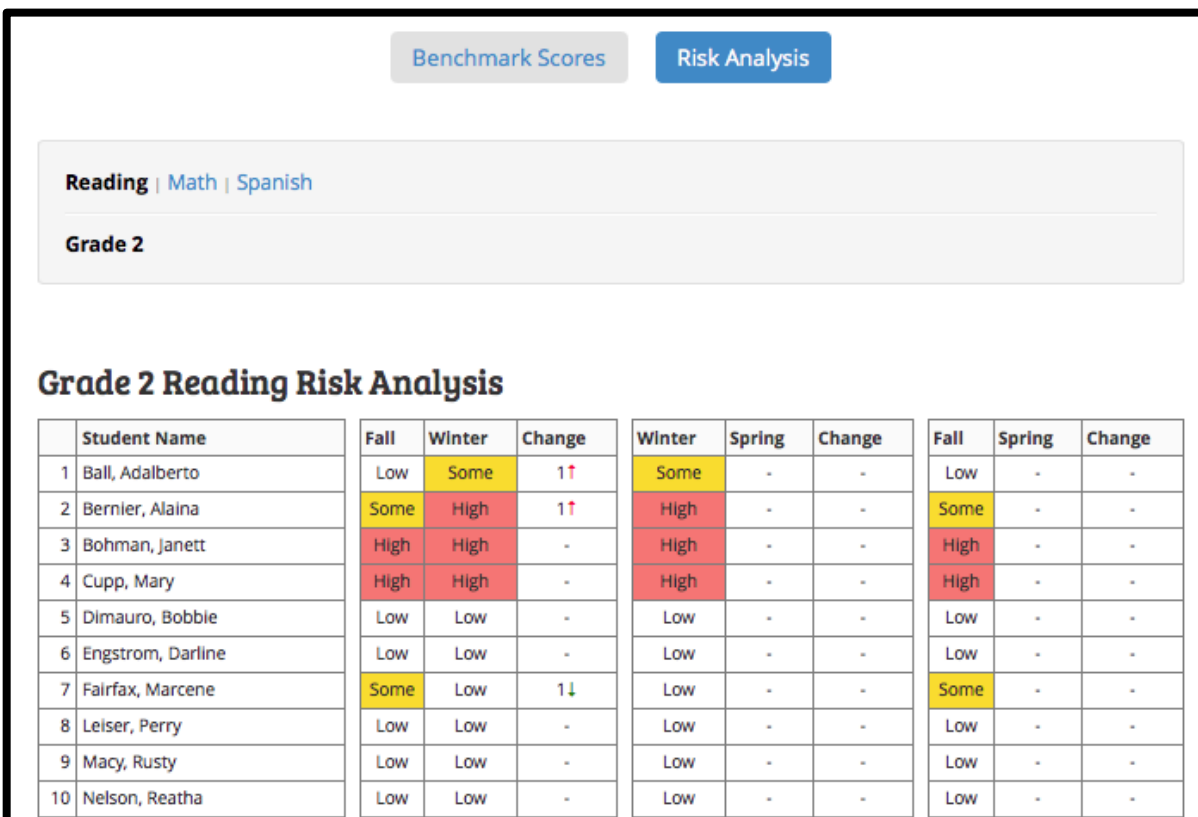 Benchmark Scores Risk Analysis
Reading | Math | Spanish
Grade 2
Grade 2 Reading Risk Analysis
Student Name Fall Winter Change Winter Spring Change Fall Spring Change
1 Ball, Adalberto Low Some 1↑ Some - - Low - -
2 Bernier, Alaina Some High 1↑ High - - Some - -
3 Bohman, Janett High High - High - - High - -
4 Cupp, Mary High High - High - - High - -
5 Dimauro, Bobbie Low Low - Low - - Low - -
6 Engstrom, Darline Low Low - Low - - Low - -
7 Fairfax, Marcene Some Low 1↓ Low - - Some - -
8 Leiser, Perry Low Low - Low - - Low - -
9 Macy, Rusty Low Low - Low - - Low - -
10 Nelson, Reatha Low Low - Low - - Low - -